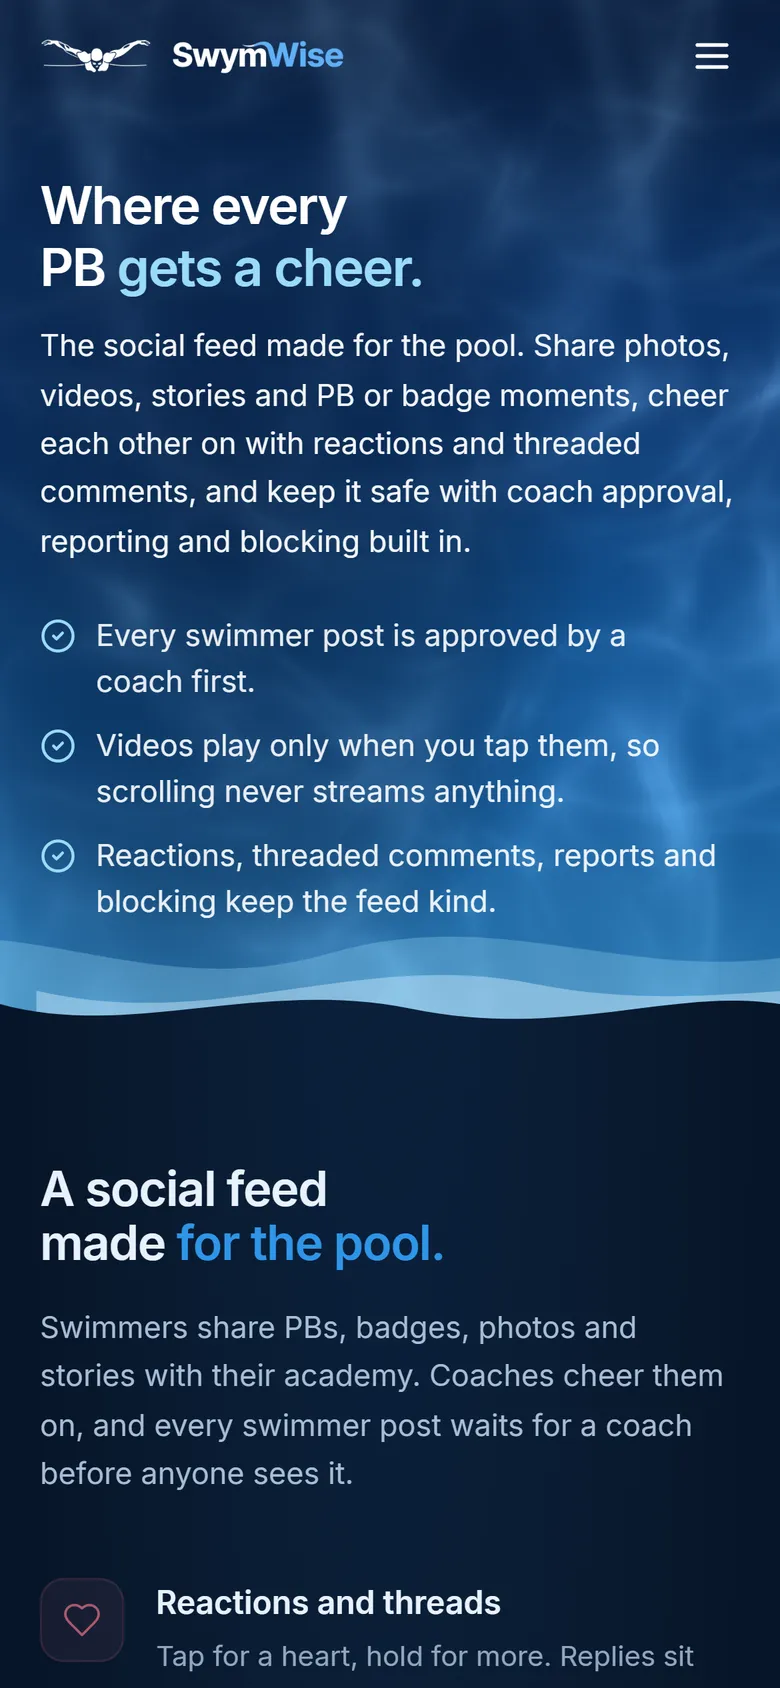 SwymWise
Where every
PB gets a cheer.
The social feed made for the pool. Share photos,
videos, stories and PB or badge moments, cheer
each other on with reactions and threaded
comments, and keep it safe with coach approval,
reporting and blocking built in.
Every swimmer post is approved by a
coach first.
Videos play only when you tap them, so
scrolling never streams anything.
Reactions, threaded comments, reports and
blocking keep the feed kind.
A social feed
made for the pool.
Swimmers share PBs, badges, photos and
stories with their academy. Coaches cheer them
on, and every swimmer post waits for a coach
before anyone sees it.
Reactions and threads
Tap for a heart, hold for more. Replies sit